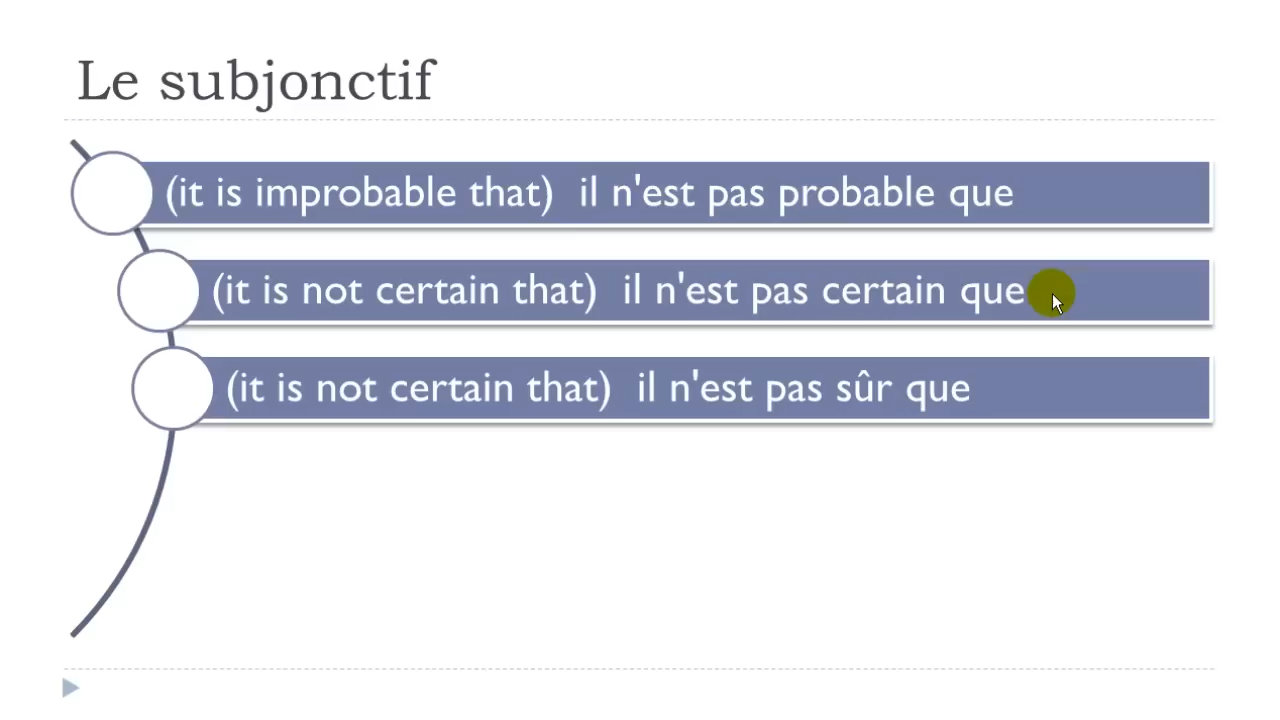 Le subjonctif
(it is improbable that) il n'est pas probable que
(it is not certain that) il n'est pas certain que
(it is not certain that) il n'est pas sûr que